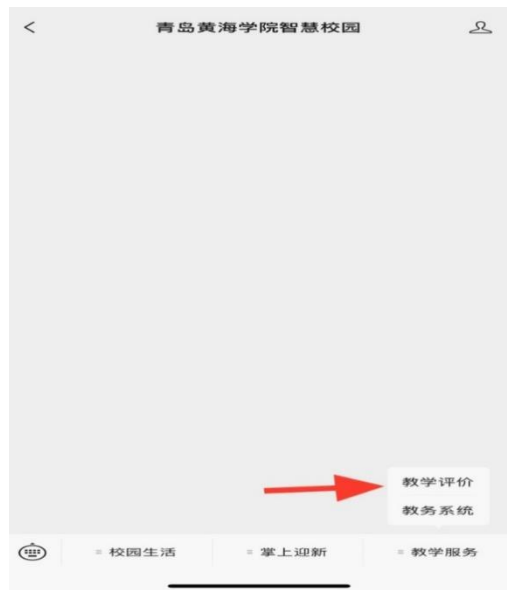 青岛黄海学院智慧校园
教学评价
教务系统
校园生活
掌上迎新
教学服务